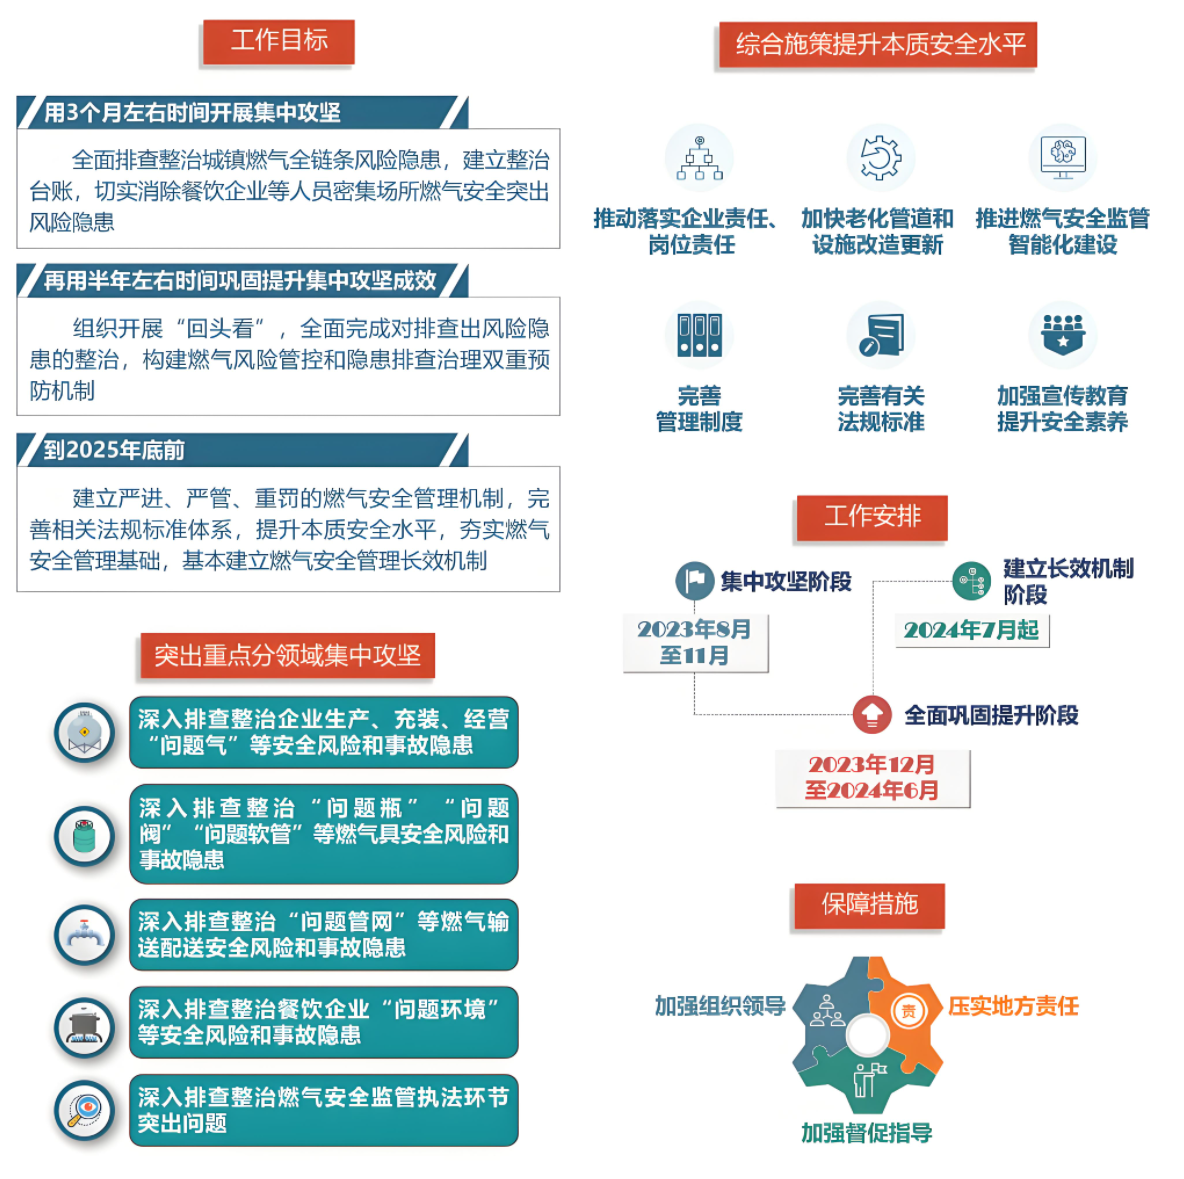 工作目标
用3个月左右时间开展集中攻坚
全面排查整治城镇燃气全链条风险隐患，建立整治
台账，切实消除餐饮企业等人员密集场所燃气安全突出
风险隐患
再用半年左右时间巩固提升集中攻坚成效
组织开展“回头看”，全面完成对排查出风险隐
患的整治，构建燃气风险管控和隐患排查治理双重预
防机制
到2025年底前
建立严进、严管、重罚的燃气安全管理机制，完
善相关法规标准体系，提升本质安全水平，夯实燃气
安全管理基础，基本建立燃气安全管理长效机制
突出重点分领域集中攻坚
深入排查整治企业生产、充装、经营
“问题气”等安全风险和事故隐患
深入排查整治“问题瓶”“问题
阀”“问题软管”等燃气具安全风险和
事故隐患
深入排查整治“问题管网”等燃气输
送配送安全风险和事故隐患
深入排查整治餐饮企业“问题环境”
等安全风险和事故隐患
深入排查整治燃气安全监管执法环节
突出问题
综合施策提升本质安全水平
推动落实企业责任、
岗位责任
加快老化管道和
设施改造更新
推进燃气安全监管
智能化建设
完善
管理制度
完善有关
法规标准
加强宣传教育
提升安全素养
工作安排
集中攻坚阶段
2023年8月
至11月
建立长效机制
阶段
2024年7月起
全面巩固提升阶段
2023年12月
至2024年6月
保障措施
加强组织领导
责
压实地方责任
加强督促指导